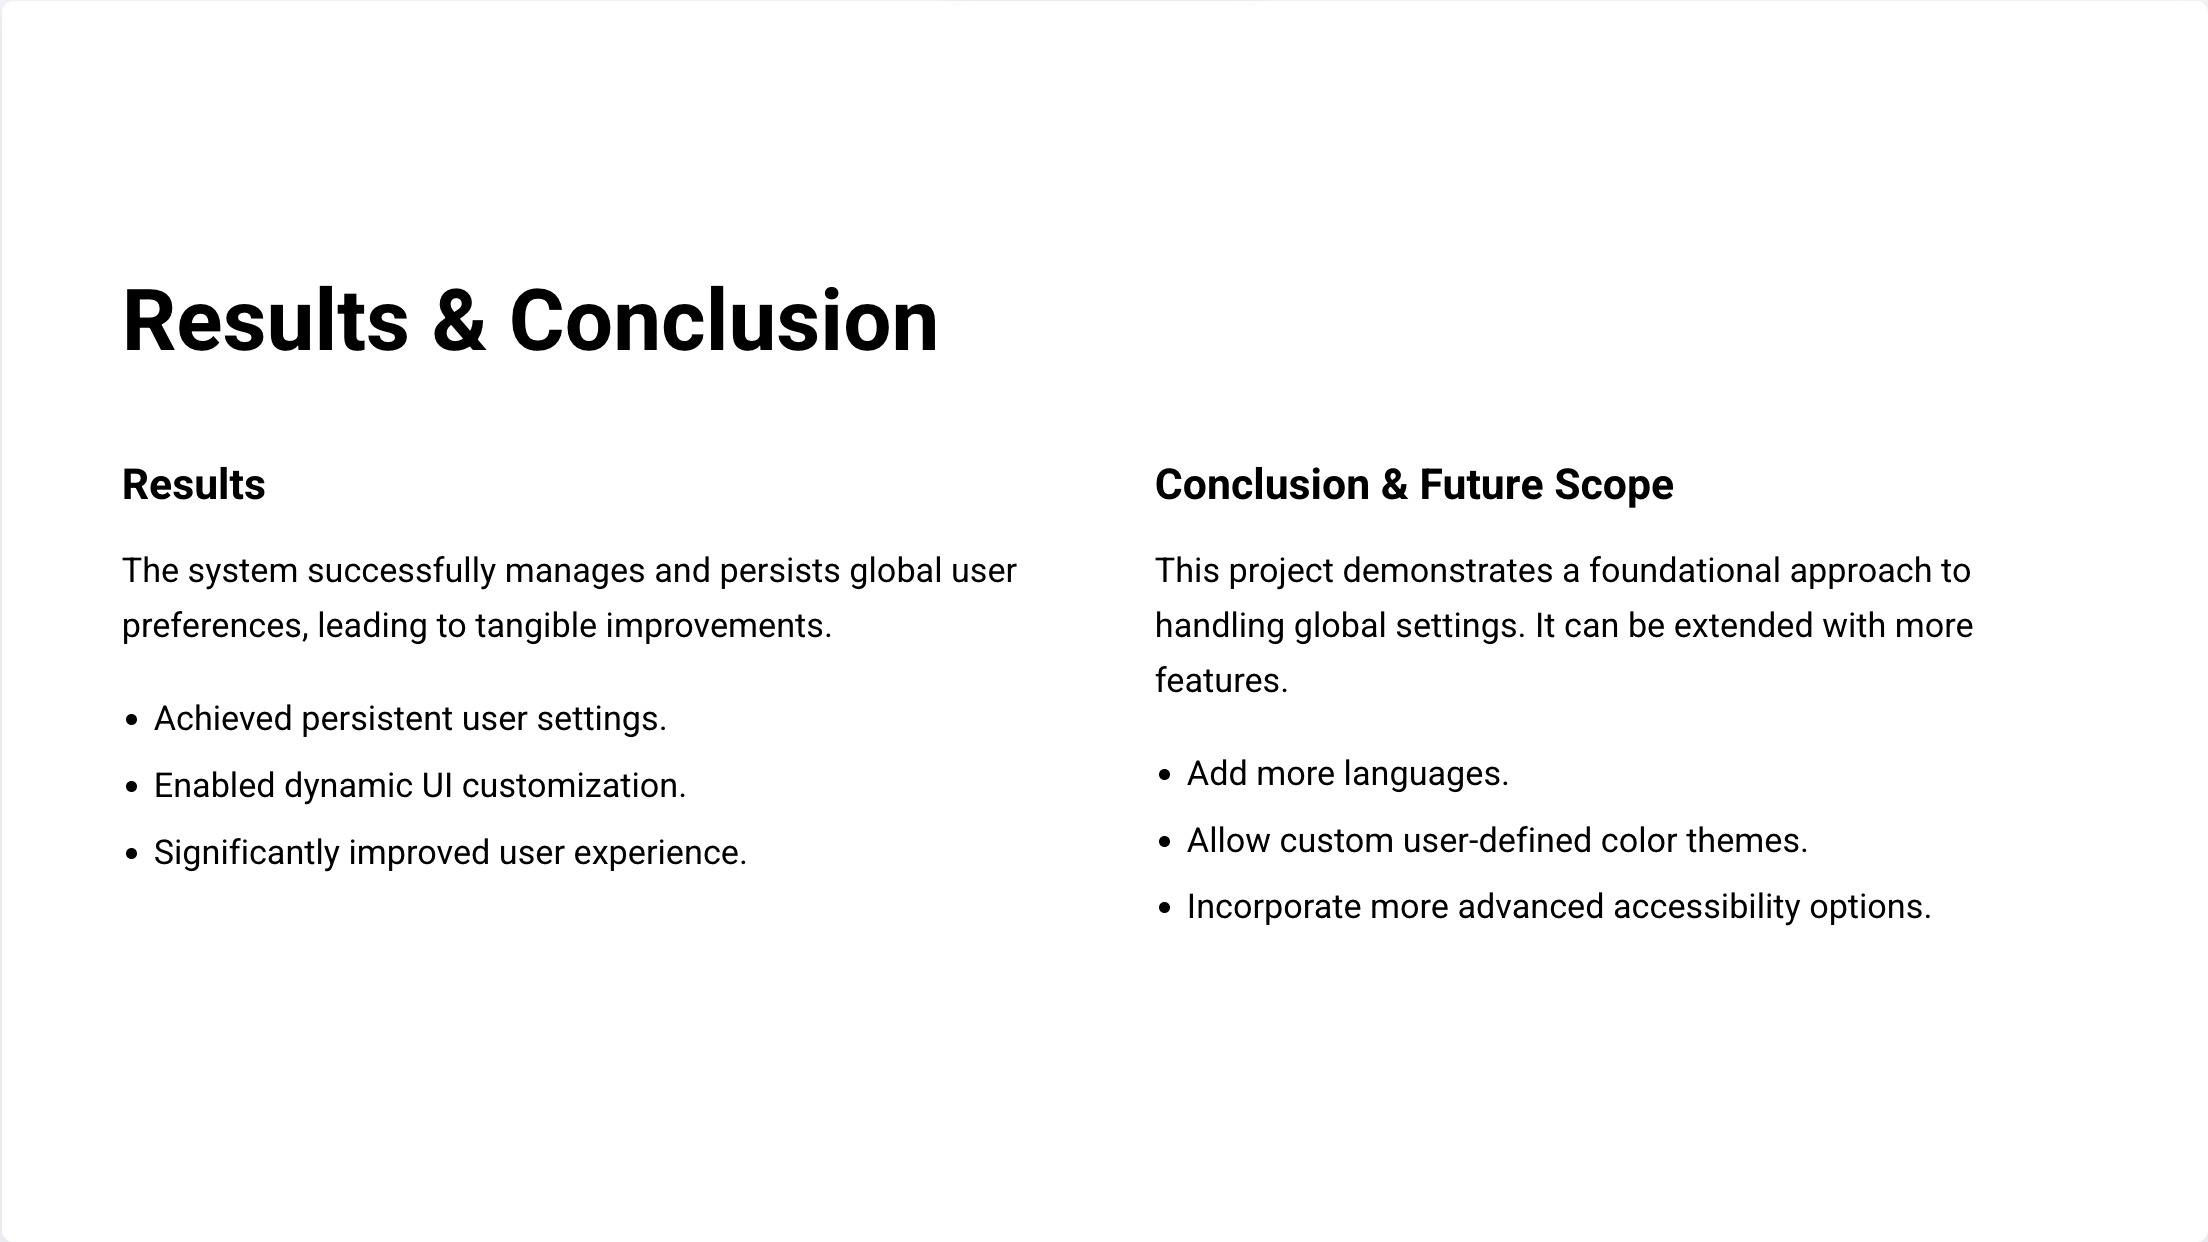 Results & Conclusion
Results
The system successfully manages and persists global user
preferences, leading to tangible improvements.
• Achieved persistent user settings.
• Enabled dynamic UI customization.
• Significantly improved user experience.
Conclusion & Future Scope
This project demonstrates a foundational approach to
handling global settings. It can be extended with more
features.
• Add more languages.
• Allow custom user-defined color themes.
• Incorporate more advanced accessibility options.